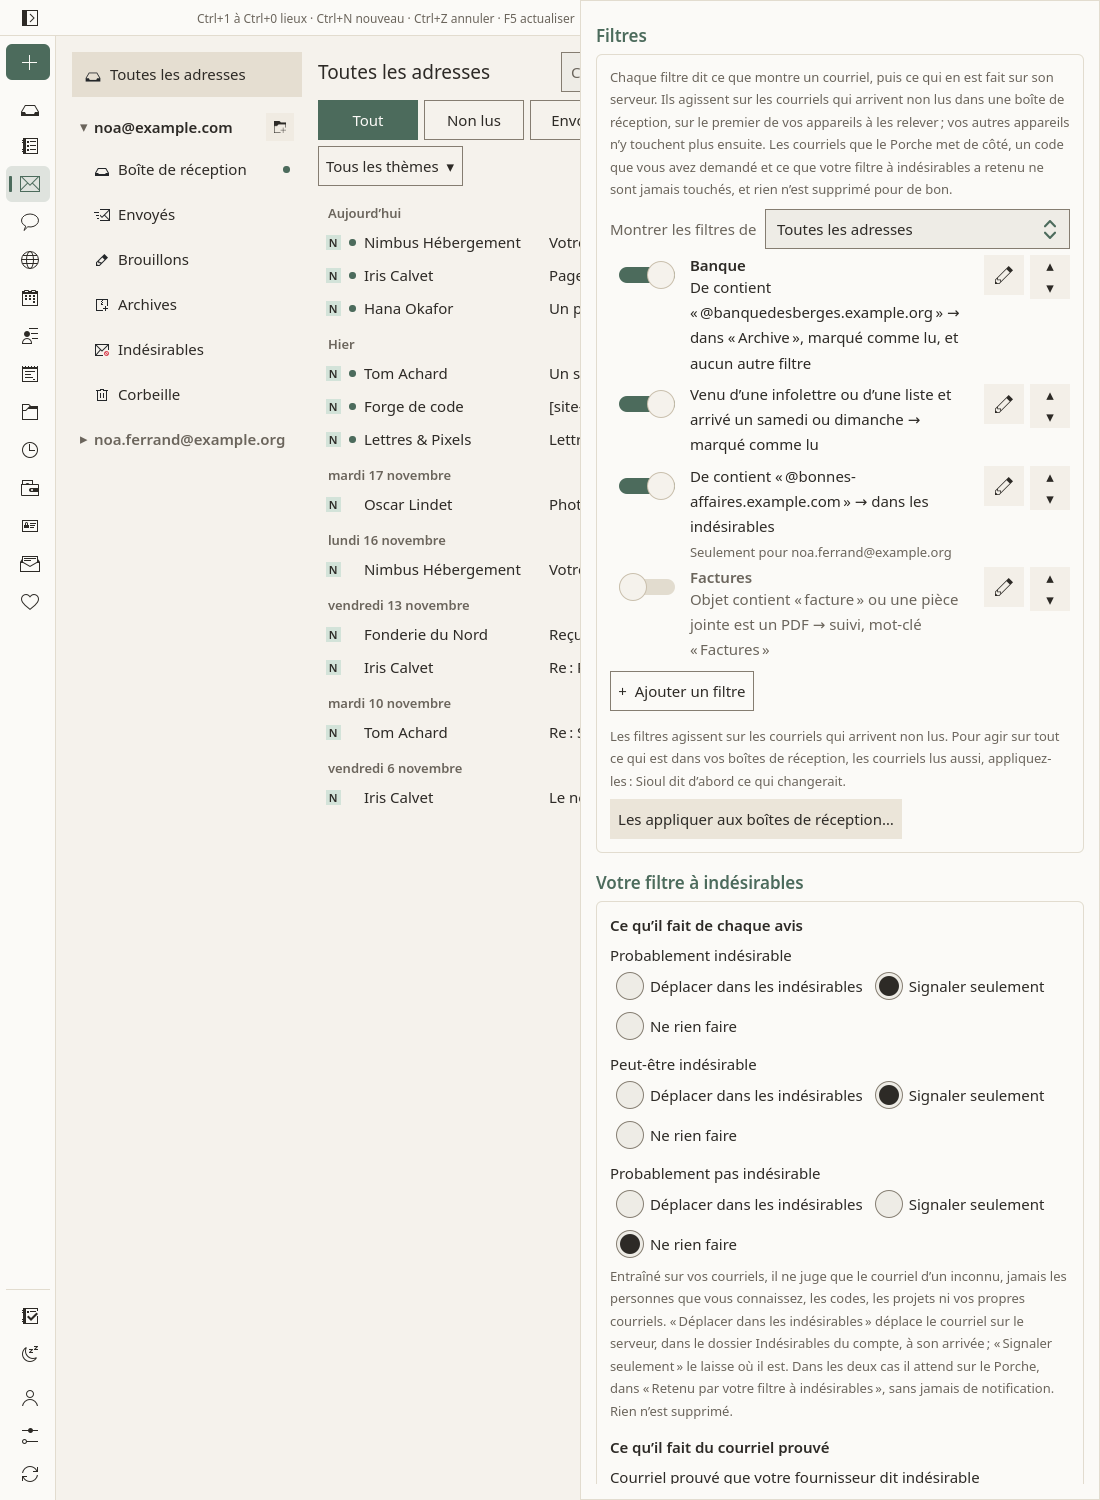 Ctrl+1 à Ctrl+0 lieux · Ctrl+N nouveau · Ctrl+Z annuler · F5 actualiser
Toutes les adresses
noa@example.com
Boîte de réception
Envoyés
Brouillons
Archives
Indésirables
Corbeille
noa.ferrand@example.org
Toutes les adresses
Tout
Non lus
Tous les thèmes
Aujourd’hui
N Nimbus Hébergement Votre
N Iris Calvet Page
N Hana Okafor Un p
Hier
N Tom Achard Un s
N Forge de code [site-
N Lettres & Pixels Lettr
mardi 17 novembre
N Oscar Lindet Phot
lundi 16 novembre
N Nimbus Hébergement Votre
vendredi 13 novembre
N Fonderie du Nord Reçu
N Iris Calvet Re : F
mardi 10 novembre
N Tom Achard Re : S
vendredi 6 novembre
N Iris Calvet Le n
Filtres
Chaque filtre dit ce que montre un courriel, puis ce qui en est fait sur son
serveur. Ils agissent sur les courriels qui arrivent non lus dans une boîte de
réception, sur le premier de vos appareils à les relever ; vos autres appareils
n’y touchent plus ensuite. Les courriels que le Porche met de côté, un code
que vous avez demandé et ce que votre filtre à indésirables a retenu ne
sont jamais touchés, et rien n’est supprimé pour de bon.
Montrer les filtres de Toutes les adresses
Banque
De contient
« @banquedesberges.example.org » →
dans « Archive », marqué comme lu, et
aucun autre filtre
Venu d’une infolettre ou d’une liste et
arrivé un samedi ou dimanche →
marqué comme lu
De contient « @bonnes-
affaires.example.com » → dans les
indésirables
Seulement pour noa.ferrand@example.org
Factures
Objet contient « facture » ou une pièce
jointe est un PDF → suivi, mot-clé
« Factures »
+ Ajouter un filtre
Les filtres agissent sur les courriels qui arrivent non lus. Pour agir sur tout
ce qui est dans vos boîtes de réception, les courriels lus aussi, appliquez-
les : Sioul dit d’abord ce qui changerait.
Les appliquer aux boîtes de réception…
Votre filtre à indésirables
Ce qu’il fait de chaque avis
Probablement indésirable
Déplacer dans les indésirables Signaler seulement
Ne rien faire
Peut-être indésirable
Déplacer dans les indésirables Signaler seulement
Ne rien faire
Probablement pas indésirable
Déplacer dans les indésirables Signaler seulement
Ne rien faire
Entraîné sur vos courriels, il ne juge que le courriel d’un inconnu, jamais les
personnes que vous connaissez, les codes, les projets ni vos propres
courriels. « Déplacer dans les indésirables » déplace le courriel sur le
serveur, dans le dossier Indésirables du compte, à son arrivée ; « Signaler
seulement » le laisse où il est. Dans les deux cas il attend sur le Porche,
dans « Retenu par votre filtre à indésirables », sans jamais de notification.
Rien n’est supprimé.
Ce qu’il fait du courriel prouvé
Courriel prouvé que votre fournisseur dit indésirable